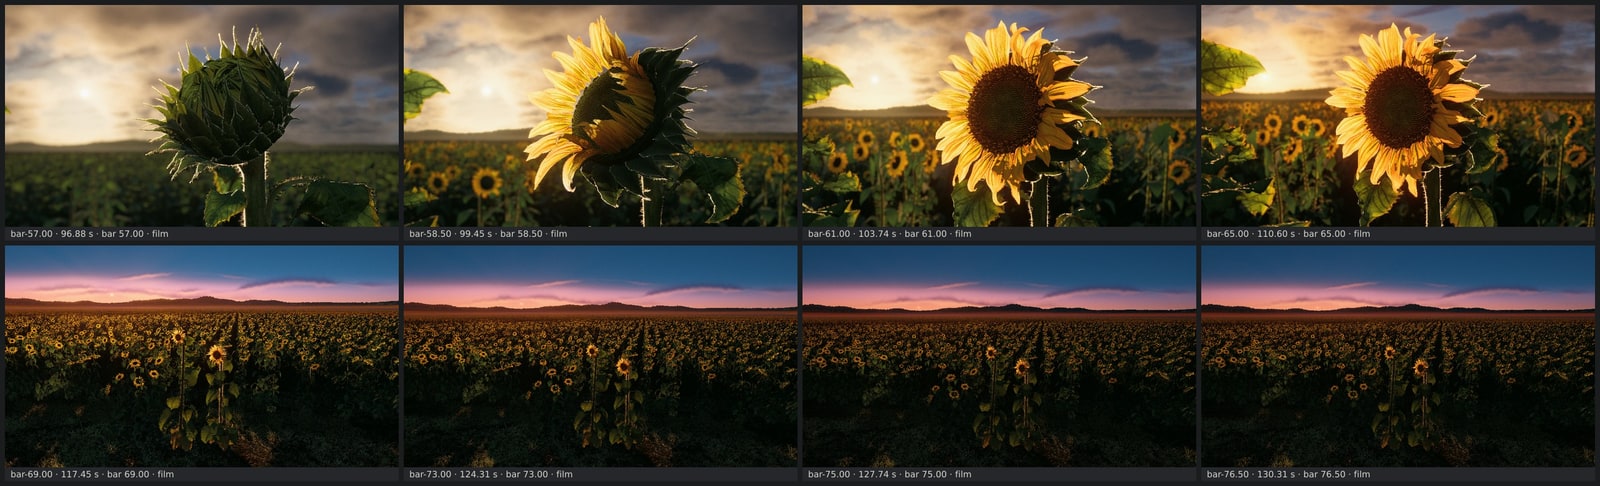 bar-57.00 · 96.88 s · bar 57.00 · film
bar-58.50 · 99.45 s · bar 58.50 · film
bar-61.00 · 103.74 s · bar 61.00 · film
bar-65.00 · 110.60 s · bar 65.00 · film
bar-69.00 · 117.45 s · bar 69.00 · film
bar-73.00 · 124.31 s · bar 73.00 · film
bar-75.00 · 127.74 s · bar 75.00 · film
bar-76.50 · 130.31 s · bar 76.50 · film